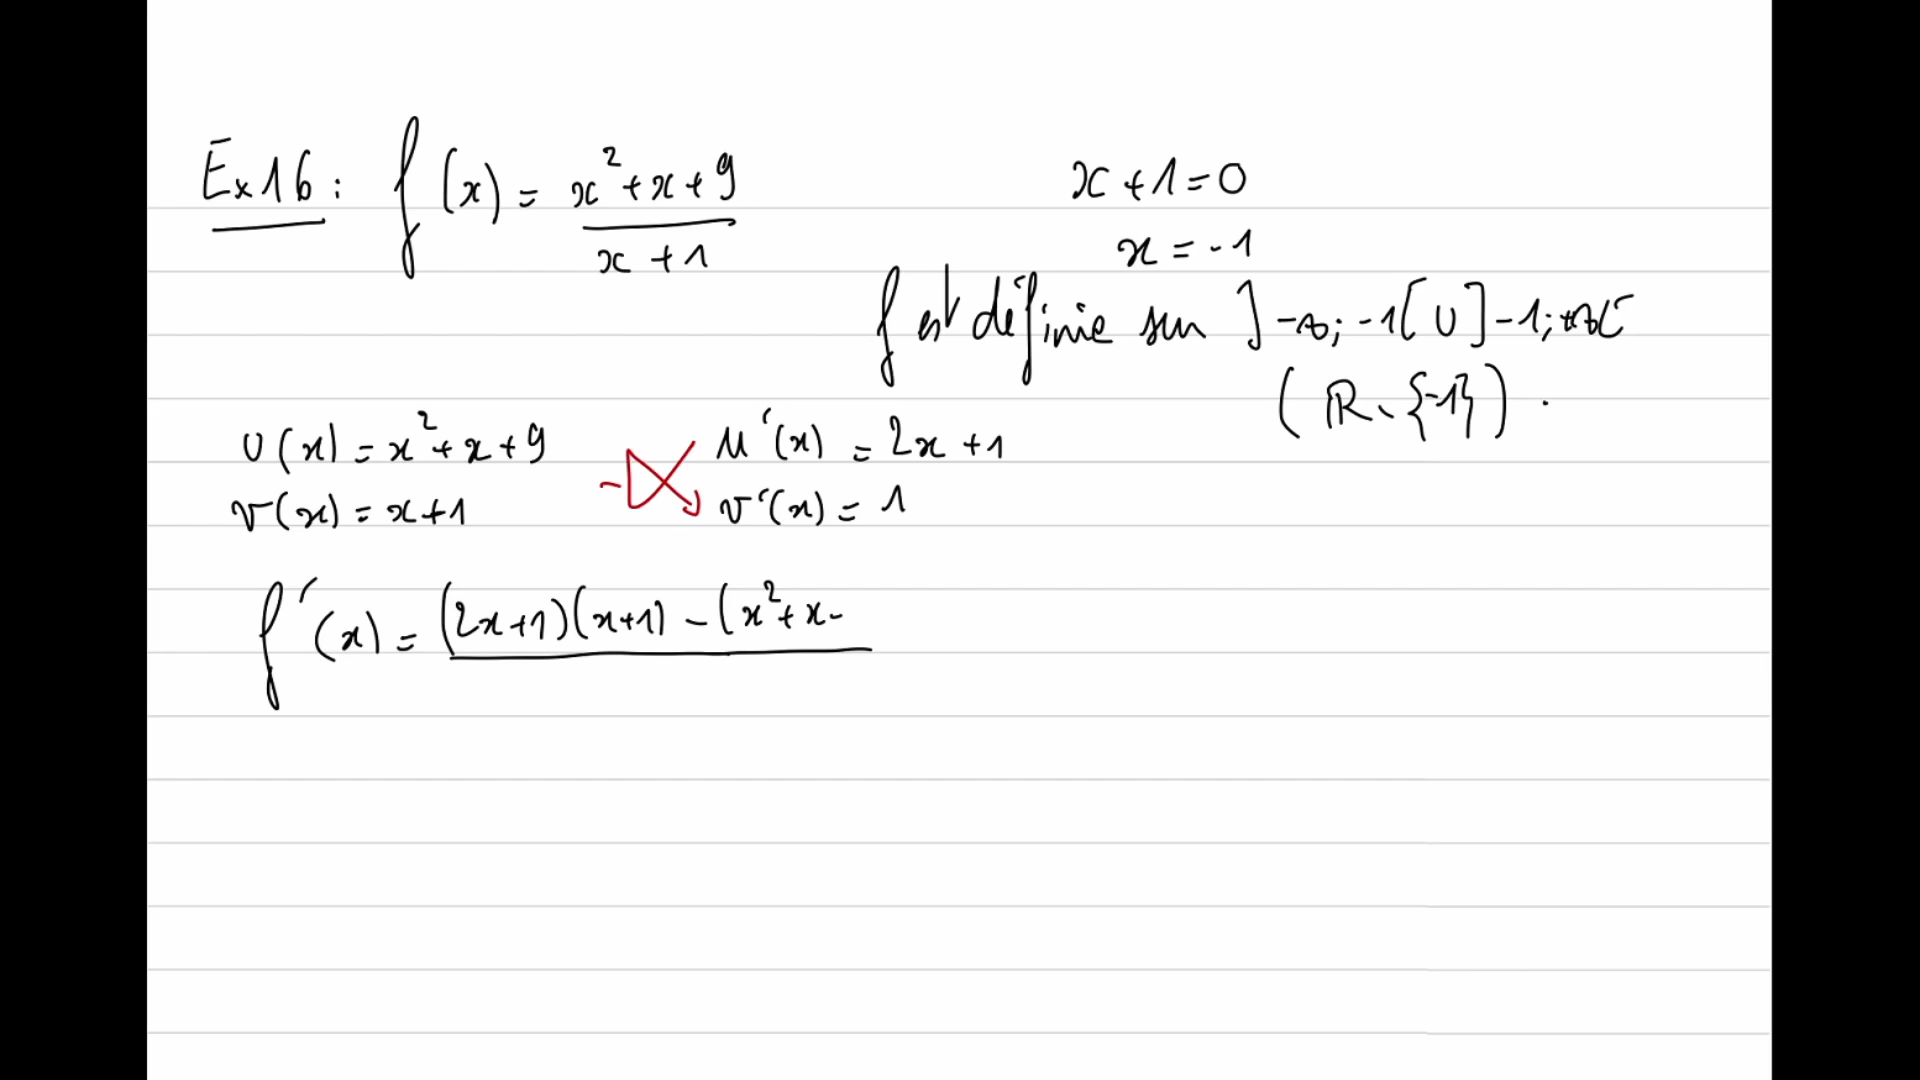 Ex16: f(x) = (x²+x+9)/(x+1)
x+1=0
x=-1
f est définie sur ]-∞;-1[ ∪ ]-1;+∞[
(ℝ\{-1}).
U(x)=x²+x+9   u'(x)=2x+1
v(x)=x+1   v'(x)=1
-
f'(x)=(2x+1)(x+1)-(x²+x-